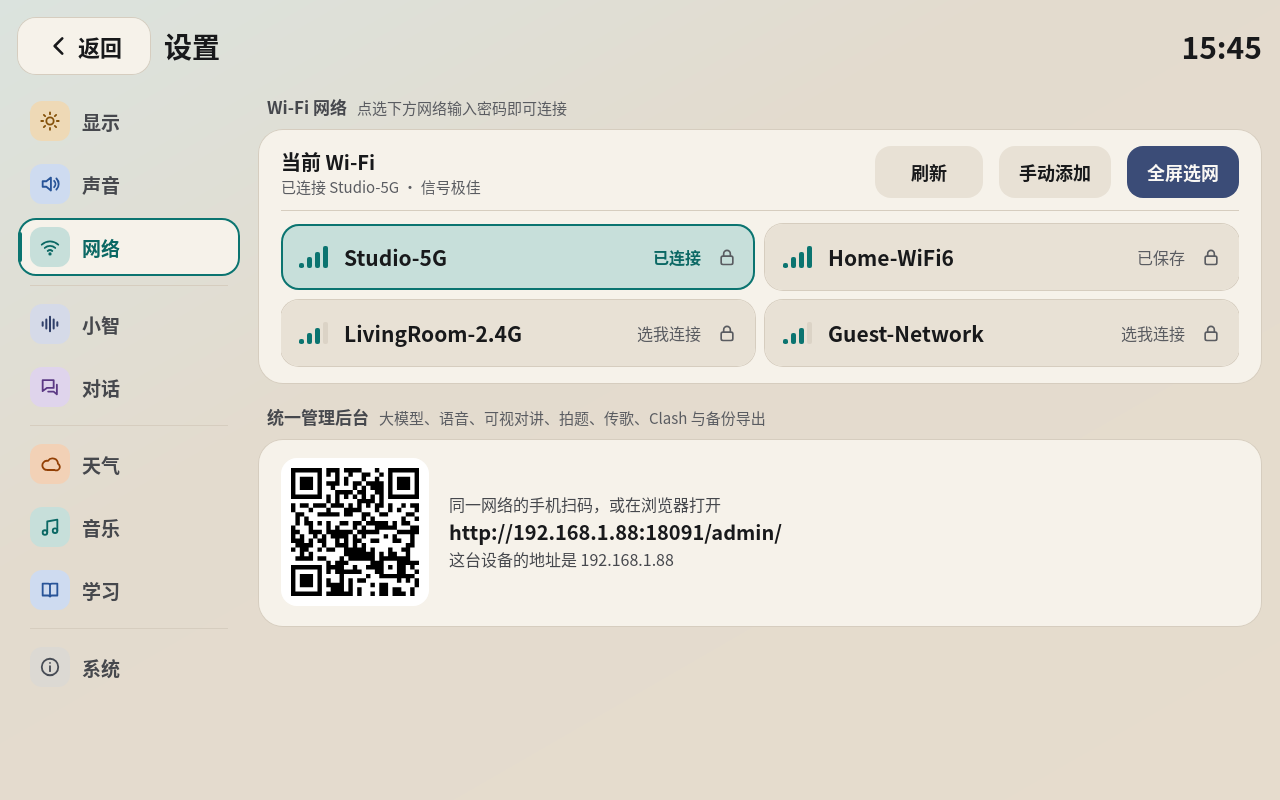 返回
设置
15:45
显示
声音
网络
小智
对话
天气
音乐
学习
系统
Wi-Fi 网络 点选下方网络输入密码即可连接
当前 Wi-Fi
已连接 Studio-5G · 信号极佳
刷新
手动添加
全屏选网
Studio-5G 已连接
Home-WiFi6 已保存
LivingRoom-2.4G 选我连接
Guest-Network 选我连接
统一管理后台 大模型、语音、可视对讲、拍题、传歌、Clash 与备份导出
同一网络的手机扫码，或在浏览器打开
http://192.168.1.88:18091/admin/
这台设备的地址是 192.168.1.88